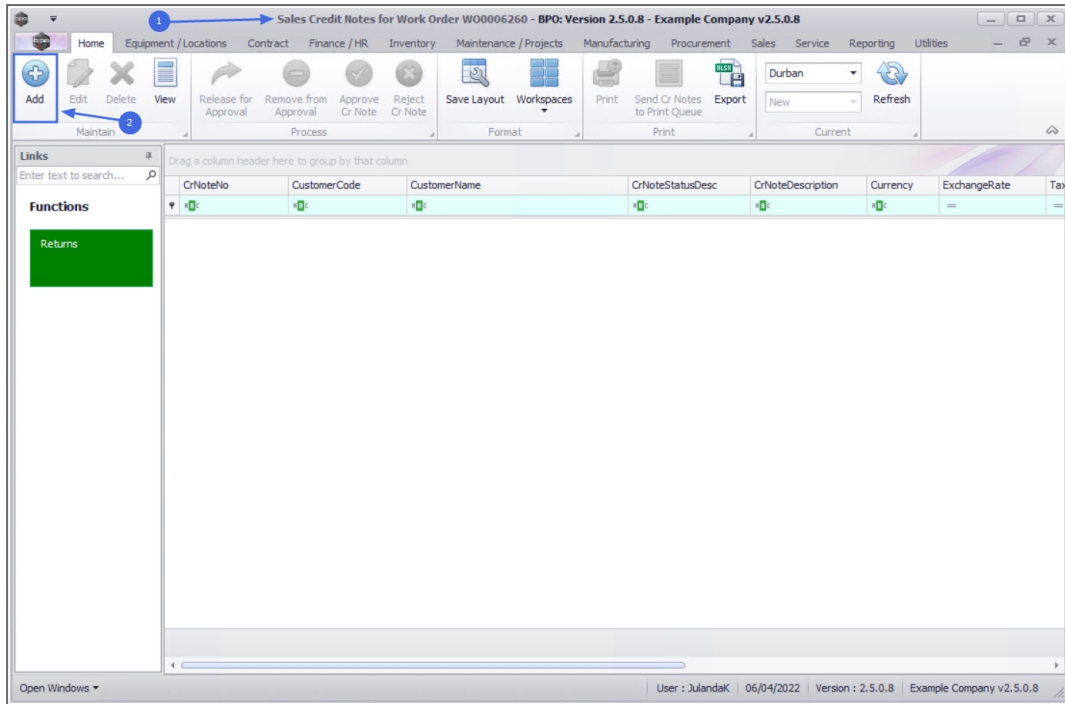 1
Sales Credit Notes for Work Order WO0006260 - BPO: Version 2.5.0.8 - Example Company v2.5.0.8
Home Equipment / Locations Contract Finance / HR Inventory Maintenance / Projects Manufacturing Procurement Sales Service Reporting Utilities
Add Edit Delete View Release for Approval Remove from Approval Approve Cr Note Reject Cr Note Save Layout Workspaces Print Send Cr Notes to Print Queue Export Durban New Refresh
2
Maintain Process Format Print Current
Links
Enter text to search...
Functions
Returns
Drag a column header here to group by that column
CrNoteNo CustomerCode CustomerName CrNoteStatusDesc CrNoteDescription Currency ExchangeRate Tax
= =
Open Windows User : JulandaK 06/04/2022 Version : 2.5.0.8 Example Company v2.5.0.8